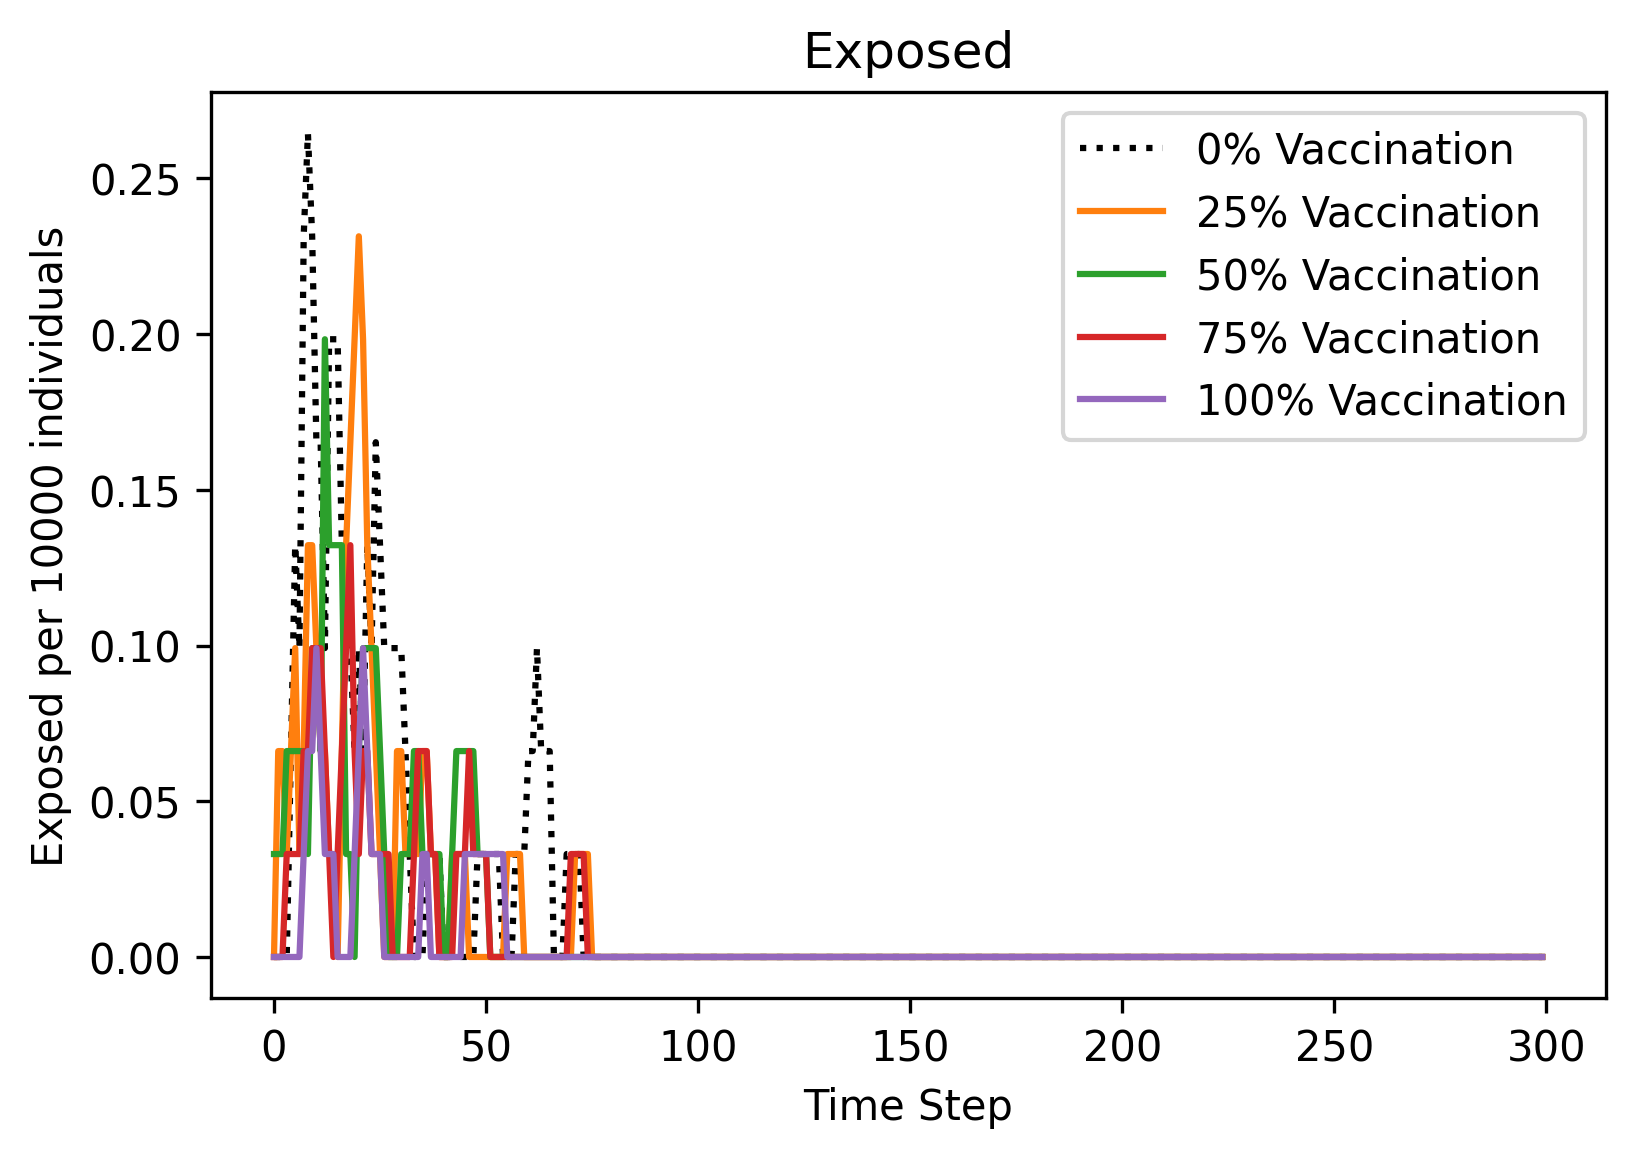 Exposed
0% Vaccination
25% Vaccination
50% Vaccination
75% Vaccination
100% Vaccination
Exposed per 10000 individuals
0.25
0.20
0.15
0.10
0.05
0.00
0 50 100 150 200 250 300
Time Step